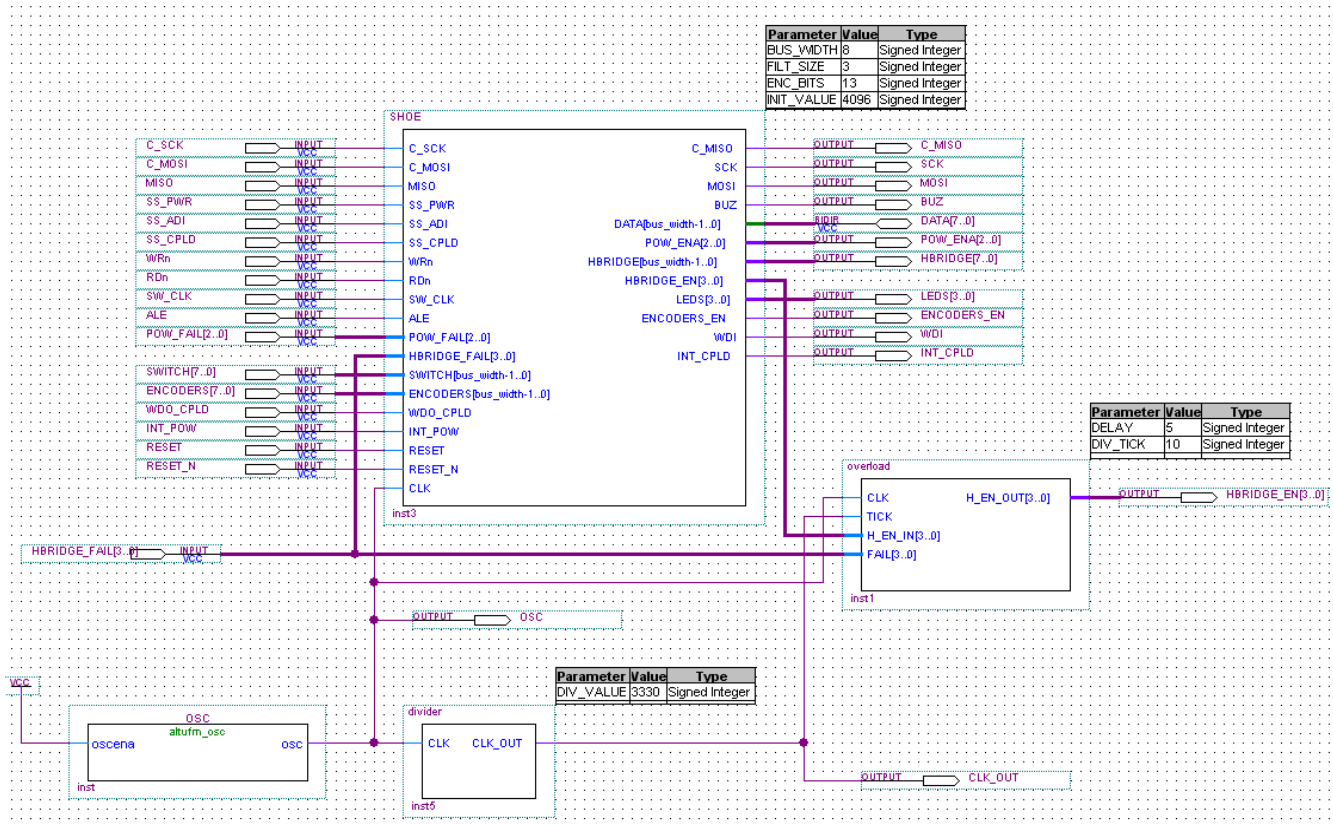 Parameter Value Type
BUS_WIDTH 8 Signed Integer
FILT_SIZE 3 Signed Integer
ENC_BITS 13 Signed Integer
INIT_VALUE 4096 Signed Integer
SHOE
C_SCK INPUT VCC C_SCK C_MISO OUTPUT C_MISO
C_MOSI INPUT VCC C_MOSI SCK OUTPUT SCK
MISO INPUT VCC MISO MOSI OUTPUT MOSI
SS_PWR INPUT VCC SS_PWR BUZ OUTPUT BUZ
SS_ADI INPUT VCC SS_ADI DATA[bus_width-1..0] BIDIR VCC DATA[7..0]
SS_CPLD INPUT VCC SS_CPLD POW_ENA[2..0] OUTPUT POW_ENA[2..0]
WRn INPUT VCC WRn HBRIDGE[bus_width-1..0] OUTPUT HBRIDGE[7..0]
RDn INPUT VCC RDn HBRIDGE_EN[3..0]
SW_CLK INPUT VCC SW_CLK LEDS[3..0] OUTPUT LEDS[3..0]
ALE INPUT VCC ALE ENCODERS_EN OUTPUT ENCODERS_EN
POW_FAIL[2..0] INPUT VCC POW_FAIL[2..0] WDI OUTPUT WDI
HBRIDGE_FAIL[3..0] INT_CPLD OUTPUT INT_CPLD
SWITCH[7..0] INPUT VCC SWITCH[bus_width-1..0]
ENCODERS[7..0] INPUT VCC ENCODERS[bus_width-1..0]
WDO_CPLD INPUT VCC WDO_CPLD
INT_POW INPUT VCC INT_POW
RESET INPUT VCC RESET
RESET_N INPUT VCC RESET_N
CLK
inst3
Parameter Value Type
DELAY 5 Signed Integer
DIV_TICK 10 Signed Integer
overload
CLK H_EN_OUT[3..0] OUTPUT HBRIDGE_EN[3..0]
TICK
H_EN_IN[3..0]
FAIL[3..0]
inst1
HBRIDGE_FAIL[3..0] INPUT VCC
OUTPUT OSC
Parameter Value Type
DIV_VALUE 3330 Signed Integer
VCC
OSC
altufm_osc
oscena osc
inst
divider
CLK CLK_OUT
inst5
OUTPUT CLK_OUT